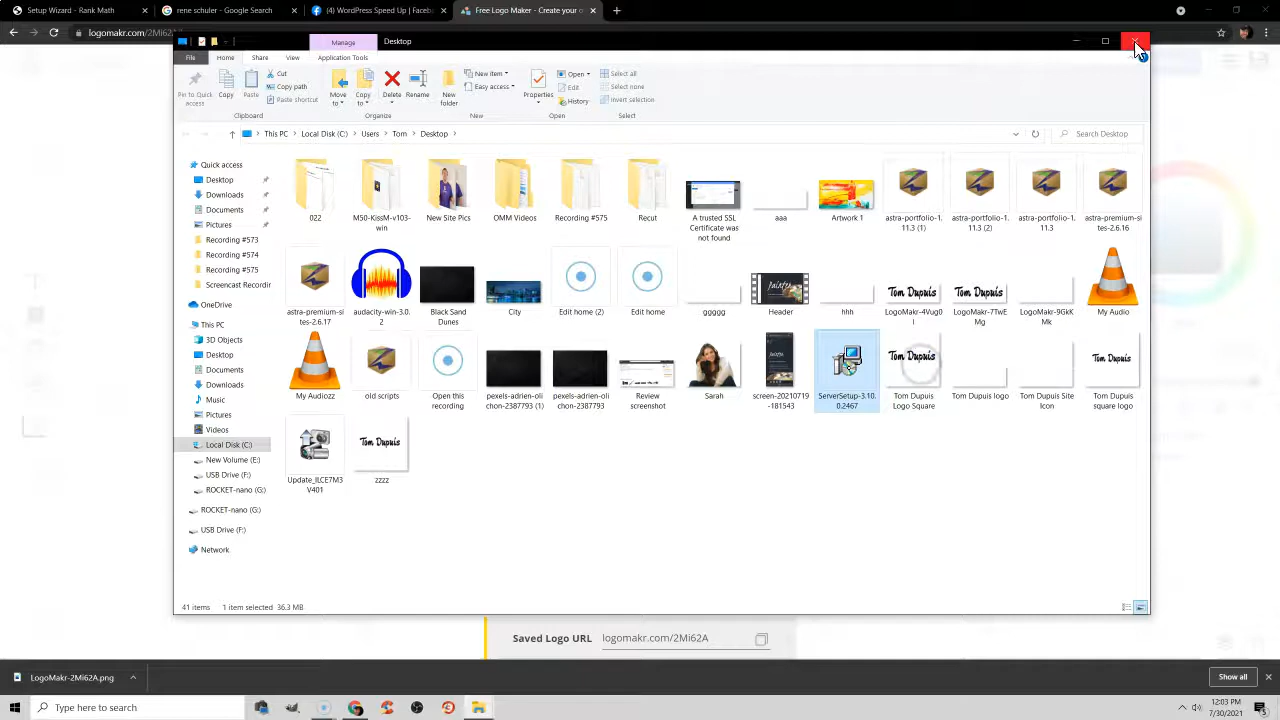 Setup Wizard - Rank Math
rene schuler - Google Search
(4) WordPress Speed Up | Faceb
Free Logo Maker - Create your o
logomakr.com/2Mi62A
Manage
Desktop
File
Home
Share
View
Application Tools
Pin to Quick access
Copy
Paste
Cut
Copy path
Paste shortcut
Move to
Copy to
Delete
Rename
New folder
New item
Easy access
Properties
Open
Edit
History
Select all
Select none
Invert selection
Clipboard
Organize
New
Open
Select
This PC
Local Disk (C:)
Users
Tom
Desktop
Search Desktop
Quick access
Desktop
Downloads
Documents
Pictures
Recording #573
Recording #574
Recording #575
Screencast Recordir
OneDrive
This PC
3D Objects
Desktop
Documents
Downloads
Music
Pictures
Videos
Local Disk (C:)
New Volume (E:)
USB Drive (F:)
ROCKET-nano (G:)
ROCKET-nano (G:)
USB Drive (F:)
Network
022
M50-KissM-v103-win
New Site Pics
OMM Videos
Recording #575
Recut
A trusted SSL Certificate was not found
aaa
Artwork 1
astra-portfolio-1.11.3 (1)
astra-portfolio-1.11.3 (2)
astra-portfolio-1.11.3
astra-premium-sites-2.6.16
astra-premium-sites-2.6.17
audacity-win-3.0.2
Black Sand Dunes
City
Edit home (2)
Edit home
ggggg
Header
hhh
Tom Dupuis
LogoMakr-4Vug0l
Tom Dupuis
LogoMakr-7TwEMg
LogoMakr-9GkKMk
My Audio
My Audiozz
old scripts
Open this recording
pexels-adrien-olichon-2387793 (1)
pexels-adrien-olichon-2387793
Review screenshot
Sarah
screen-20210719-181543
ServerSetup-3.10.0.2467
Tom Dupuis
Tom Dupuis Logo Square
Tom Dupuis logo
Tom Dupuis Site Icon
Tom Dupuis
Tom Dupuis square logo
Update_ILCE7M3V401
Tom Dupuis
zzzz
41 items
1 item selected 36.3 MB
Saved Logo URL
logomakr.com/2Mi62A
LogoMakr-2Mi62A.png
Show all
Type here to search
12:03 PM
7/30/2021